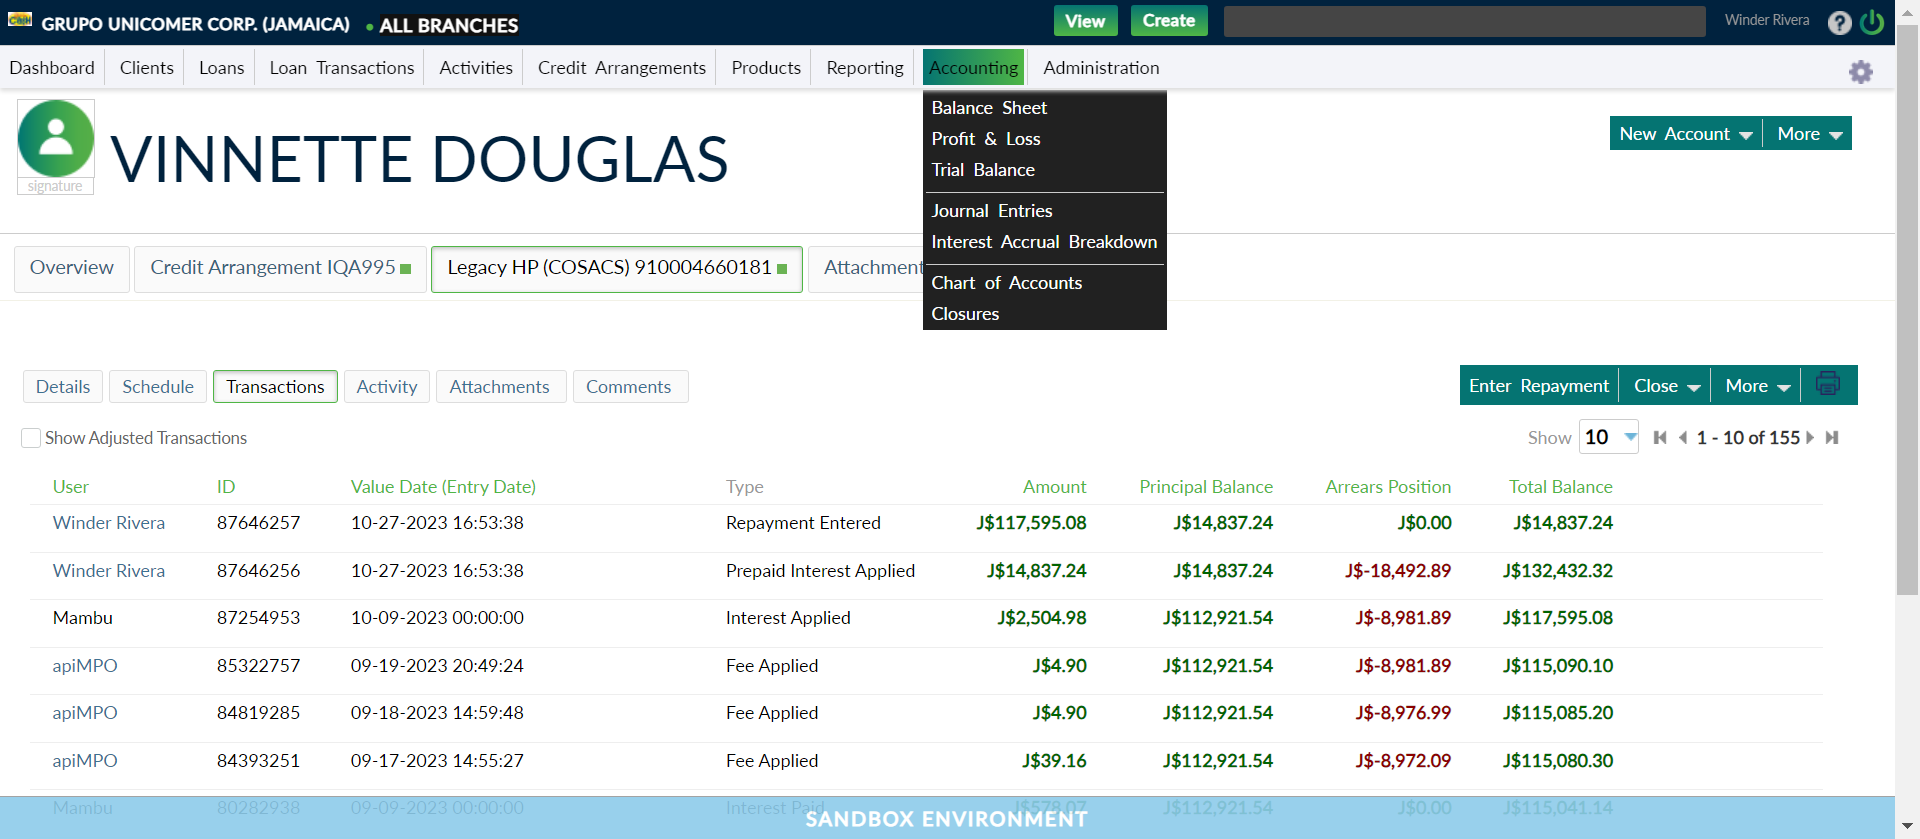 CaSH GRUPO UNICOMER CORP. (JAMAICA) ALL BRANCHES View Create Winder Rivera ?
Dashboard Clients Loans Loan Transactions Activities Credit Arrangements Products Reporting Accounting Administration
Balance Sheet
Profit & Loss
Trial Balance
Journal Entries
Interest Accrual Breakdown
Chart of Accounts
Closures
signature
VINNETTE DOUGLAS
New Account More
Overview Credit Arrangement IQA995 Legacy HP (COSACS) 910004660181 Attachment
Details Schedule Transactions Activity Attachments Comments Enter Repayment Close More
Show Adjusted Transactions Show 10 1 - 10 of 155
User ID Value Date (Entry Date) Type Amount Principal Balance Arrears Position Total Balance
Winder Rivera 87646257 10-27-2023 16:53:38 Repayment Entered J$117,595.08 J$14,837.24 J$0.00 J$14,837.24
Winder Rivera 87646256 10-27-2023 16:53:38 Prepaid Interest Applied J$14,837.24 J$14,837.24 J$-18,492.89 J$132,432.32
Mambu 87254953 10-09-2023 00:00:00 Interest Applied J$2,504.98 J$112,921.54 J$-8,981.89 J$117,595.08
apiMPO 85322757 09-19-2023 20:49:24 Fee Applied J$4.90 J$112,921.54 J$-8,981.89 J$115,090.10
apiMPO 84819285 09-18-2023 14:59:48 Fee Applied J$4.90 J$112,921.54 J$-8,976.99 J$115,085.20
apiMPO 84393251 09-17-2023 14:55:27 Fee Applied J$39.16 J$112,921.54 J$-8,972.09 J$115,080.30
Mambu 80282938 09-09-2023 00:00:00 Interest Paid J$578.07 J$112,921.54 J$0.00 J$115,041.14
SANDBOX ENVIRONMENT